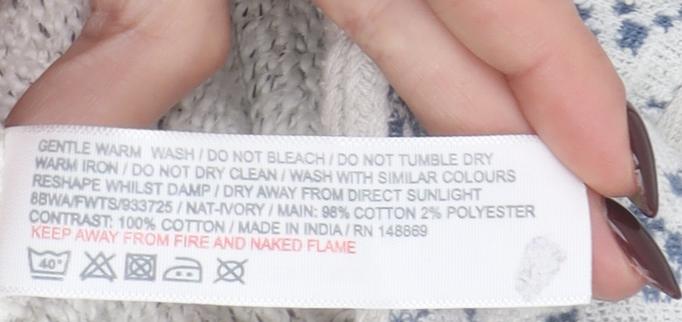 GENTLE WARM WASH / DO NOT BLEACH / DO NOT TUMBLE DRY
WARM IRON / DO NOT DRY CLEAN / WASH WITH SIMILAR COLOURS
RESHAPE WHILST DAMP / DRY AWAY FROM DIRECT SUNLIGHT
8BWA/FWTS/933725 / NAT-IVORY / MAIN: 98% COTTON 2% POLYESTER
CONTRAST: 100% COTTON / MADE IN INDIA / RN 148869
KEEP AWAY FROM FIRE AND NAKED FLAME
40°